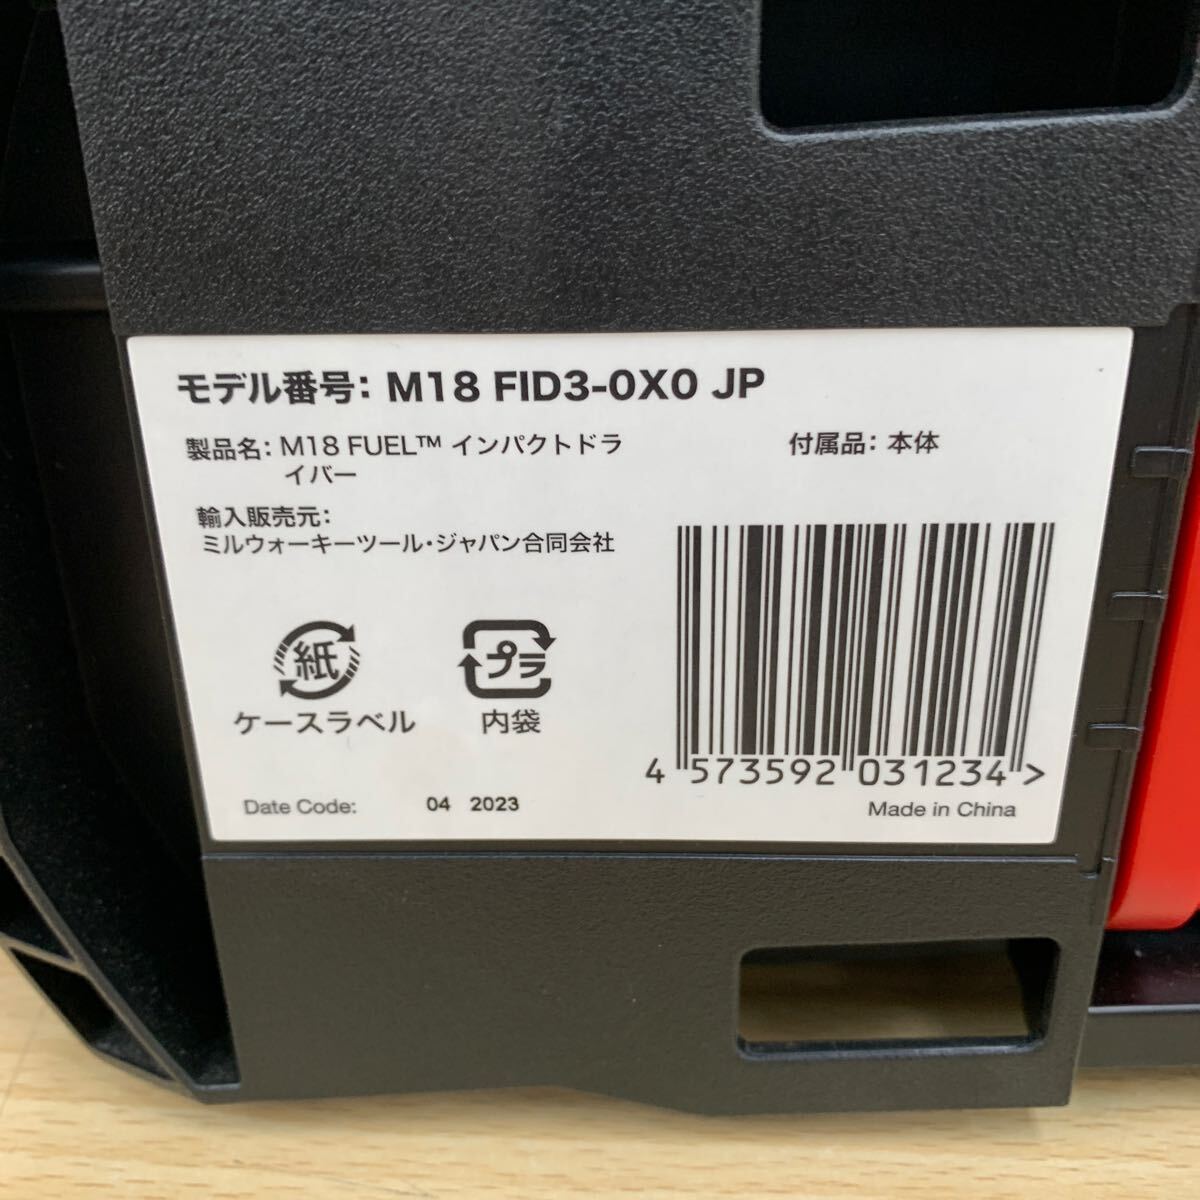 モデル番号: M18 FID3-0X0 JP
製品名: M18 FUEL™ インパクトドラ
イバー
付属品: 本体
輸入販売元:
ミルウォーキーツール・ジャパン合同会社
紙
ケースラベル
プラ
内袋
4 573592 031234 >
Date Code: 04 2023
Made in China